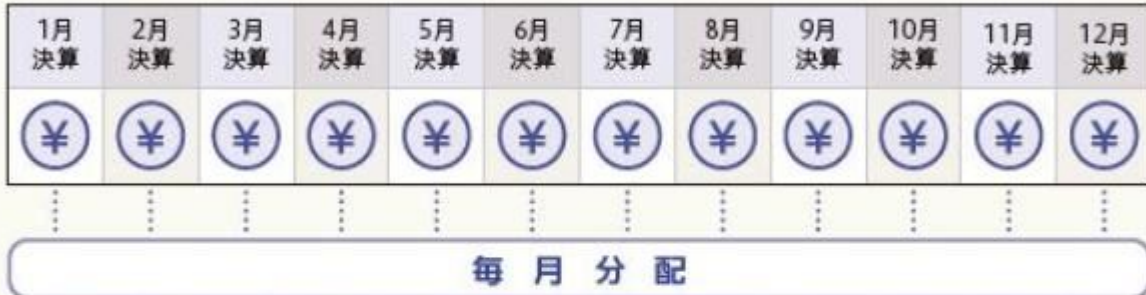 1月 2月 3月 4月 5月 6月 7月 8月 9月 10月 11月 12月
決算 決算 決算 決算 決算 決算 決算 決算 決算 決算 決算 決算
¥ ¥ ¥ ¥ ¥ ¥ ¥ ¥ ¥ ¥ ¥ ¥
毎月分配